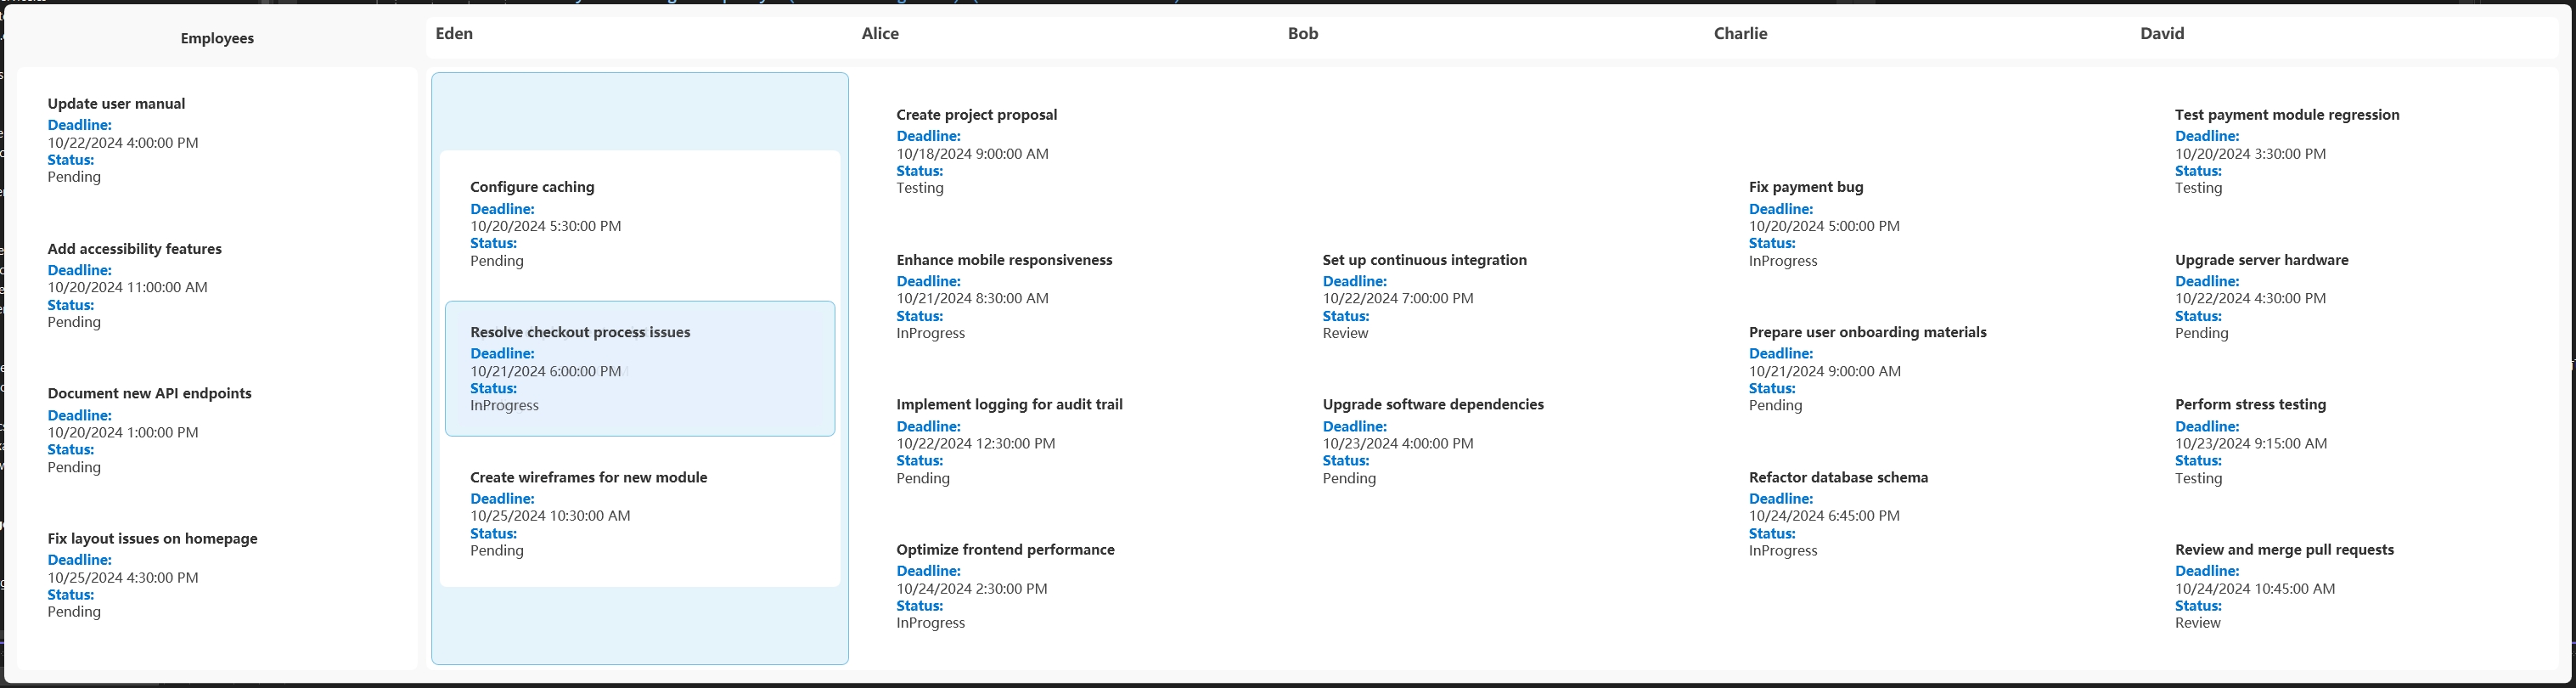 Employees
Eden
Alice
Bob
Charlie
David
Update user manual
Deadline:
10/22/2024 4:00:00 PM
Status:
Pending
Add accessibility features
Deadline:
10/20/2024 11:00:00 AM
Status:
Pending
Document new API endpoints
Deadline:
10/20/2024 1:00:00 PM
Status:
Pending
Fix layout issues on homepage
Deadline:
10/25/2024 4:30:00 PM
Status:
Pending
Configure caching
Deadline:
10/20/2024 5:30:00 PM
Status:
Pending
Resolve checkout process issues
Deadline:
10/21/2024 6:00:00 PM
Status:
InProgress
Create wireframes for new module
Deadline:
10/25/2024 10:30:00 AM
Status:
Pending
Create project proposal
Deadline:
10/18/2024 9:00:00 AM
Status:
Testing
Enhance mobile responsiveness
Deadline:
10/21/2024 8:30:00 AM
Status:
InProgress
Implement logging for audit trail
Deadline:
10/22/2024 12:30:00 PM
Status:
Pending
Optimize frontend performance
Deadline:
10/24/2024 2:30:00 PM
Status:
InProgress
Set up continuous integration
Deadline:
10/22/2024 7:00:00 PM
Status:
Review
Upgrade software dependencies
Deadline:
10/23/2024 4:00:00 PM
Status:
Pending
Fix payment bug
Deadline:
10/20/2024 5:00:00 PM
Status:
InProgress
Prepare user onboarding materials
Deadline:
10/21/2024 9:00:00 AM
Status:
Pending
Refactor database schema
Deadline:
10/24/2024 6:45:00 PM
Status:
InProgress
Test payment module regression
Deadline:
10/20/2024 3:30:00 PM
Status:
Testing
Upgrade server hardware
Deadline:
10/22/2024 4:30:00 PM
Status:
Pending
Perform stress testing
Deadline:
10/23/2024 9:15:00 AM
Status:
Testing
Review and merge pull requests
Deadline:
10/24/2024 10:45:00 AM
Status:
Review